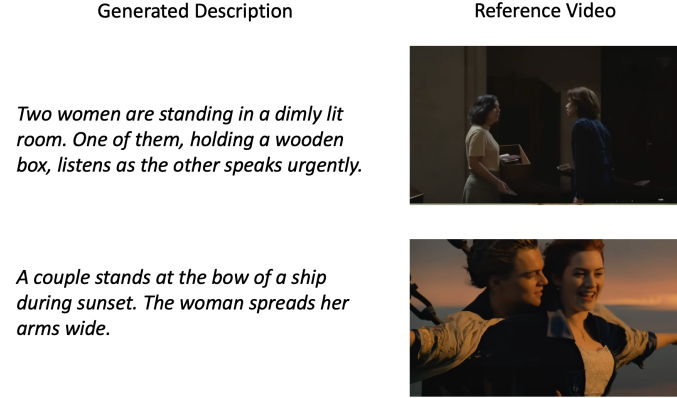 Generated Description
Reference Video
Two women are standing in a dimly lit
room. One of them, holding a wooden
box, listens as the other speaks urgently.
A couple stands at the bow of a ship
during sunset. The woman spreads her
arms wide.